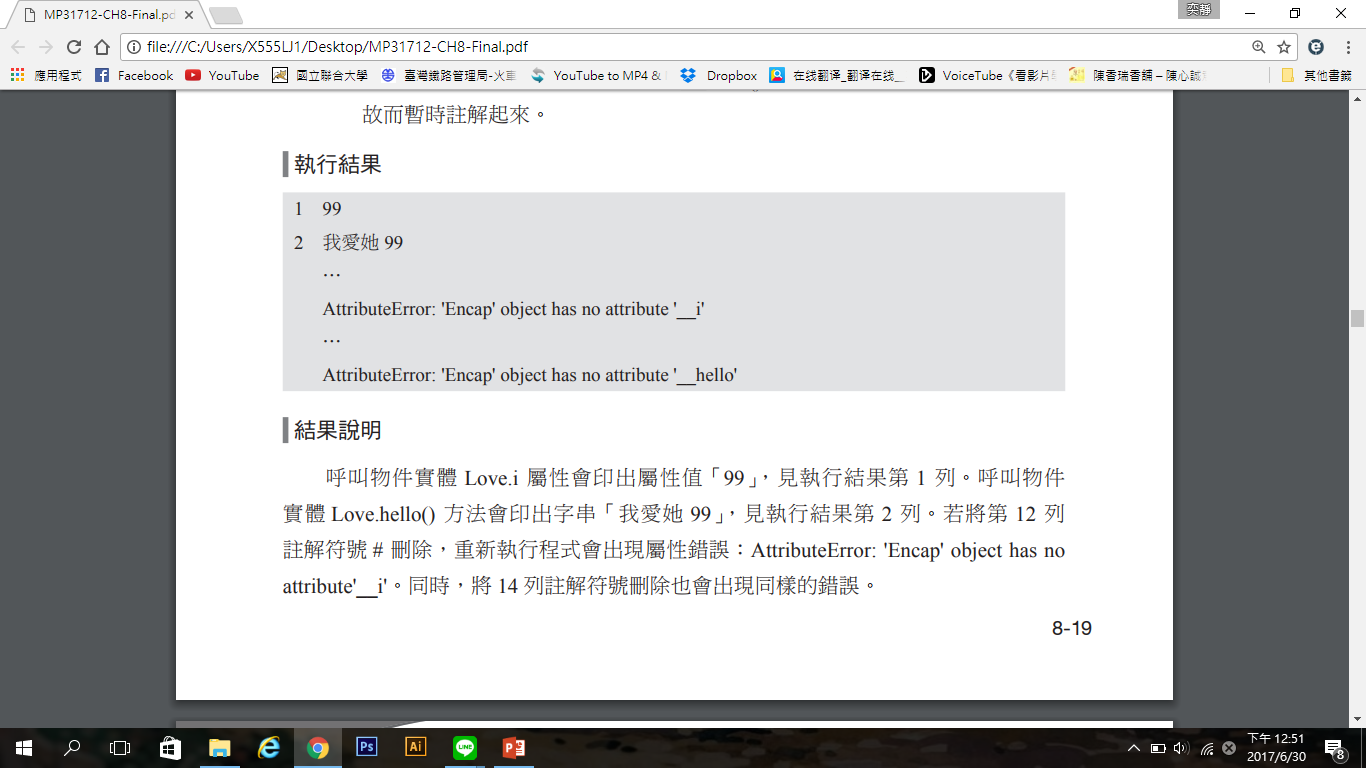 MP31712-CH8-Final.pd
奕靜
file:///C:/Users/X555LJ1/Desktop/MP31712-CH8-Final.pdf
應用程式 Facebook YouTube 國立聯合大學 臺灣鐵路管理局-火車 YouTube to MP4 & Dropbox 在线翻译_翻译在线_ VoiceTube《看影片 陳香瑞香鋪 – 陳心誠 其他書籤
故而暫時註解起來。
執行結果
1 99
2 我愛她 99
…
AttributeError: 'Encap' object has no attribute '__i'
…
AttributeError: 'Encap' object has no attribute '__hello'
結果說明
呼叫物件實體 Love.i 屬性會印出屬性值「99」，見執行結果第 1 列。呼叫物件
實體 Love.hello() 方法會印出字串「我愛她 99」，見執行結果第 2 列。若將第 12 列
註解符號 # 刪除，重新執行程式會出現屬性錯誤：AttributeError: 'Encap' object has no
attribute'__i'。同時，將 14 列註解符號刪除也會出現同樣的錯誤。
8-19
Ps Ai LINE P
下午 12:51
2017/6/30
8